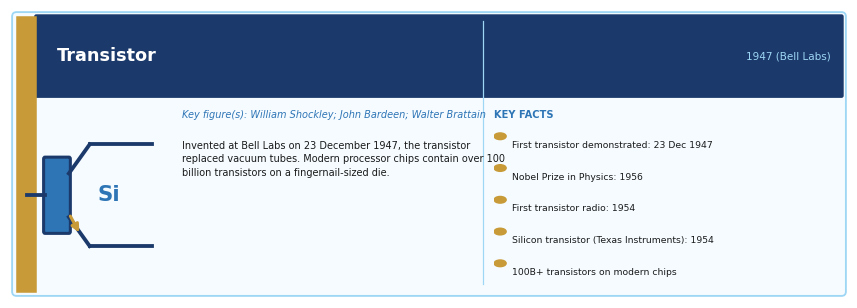 Transistor
1947 (Bell Labs)
Key figure(s): William Shockley; John Bardeen; Walter Brattain
Invented at Bell Labs on 23 December 1947, the transistor
replaced vacuum tubes. Modern processor chips contain over 100
billion transistors on a fingernail-sized die.
Si
KEY FACTS
First transistor demonstrated: 23 Dec 1947
Nobel Prize in Physics: 1956
First transistor radio: 1954
Silicon transistor (Texas Instruments): 1954
100B+ transistors on modern chips